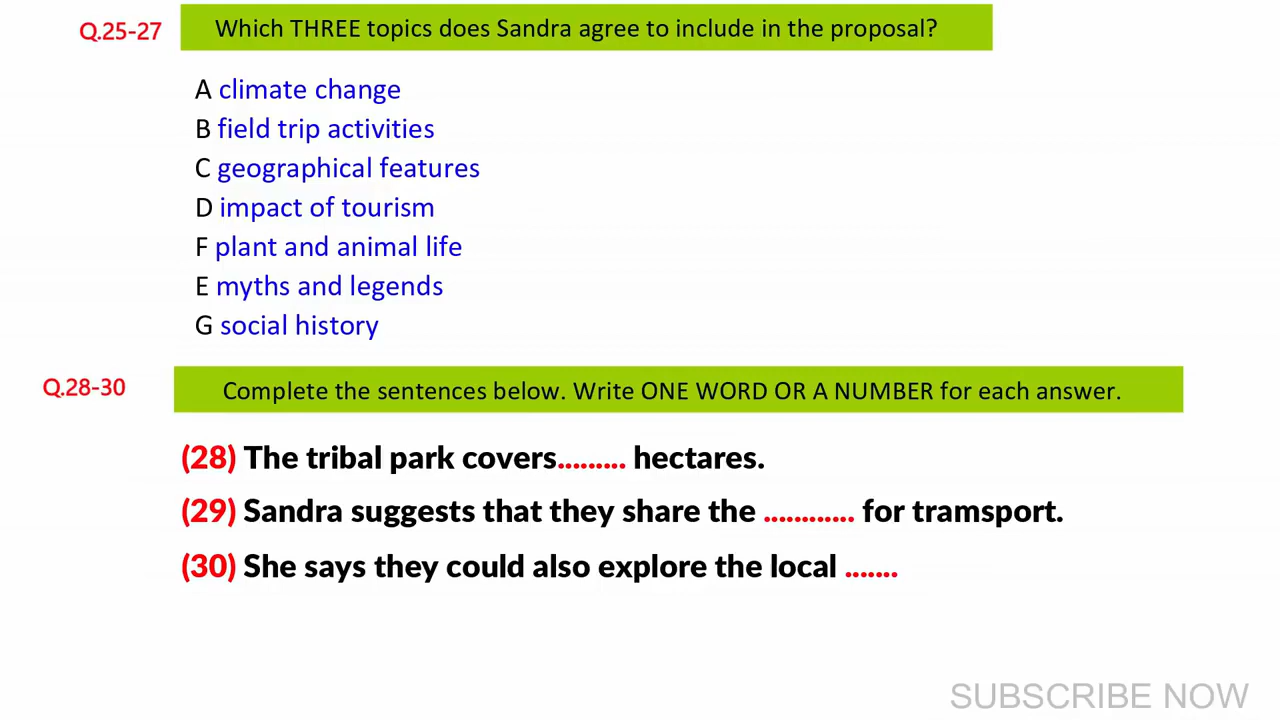 Q.25-27 Which THREE topics does Sandra agree to include in the proposal?
A climate change
B field trip activities
C geographical features
D impact of tourism
F plant and animal life
E myths and legends
G social history
Q.28-30 Complete the sentences below. Write ONE WORD OR A NUMBER for each answer.
(28) The tribal park covers......... hectares.
(29) Sandra suggests that they share the ............ for tramsport.
(30) She says they could also explore the local .......
SUBSCRIBE NOW